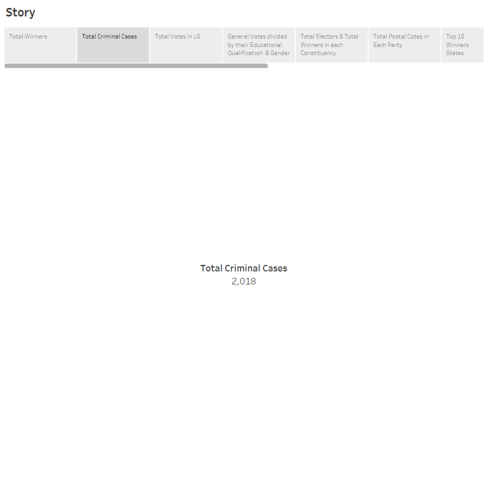 Story
Total Winners
Total Criminal Cases
Total Votes in LG
General Votes divided
by their Educational
Qualification & Gender
Total Electors & Total
Winners in each
Constituency
Total Postal Cotes in
Each Party
Top 10
Winners
States
Total Criminal Cases
2,018